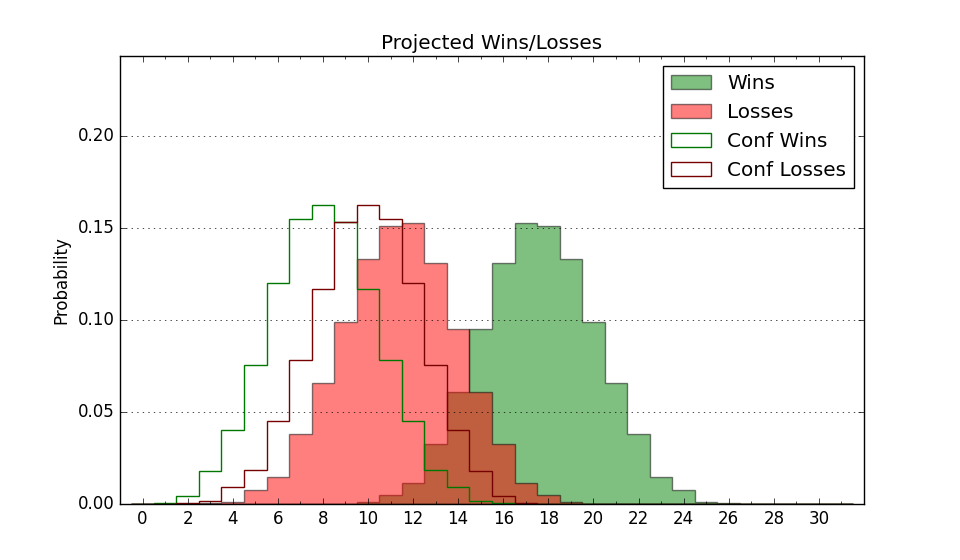 Projected Wins/Losses
Wins
Losses
Conf Wins
Conf Losses
Probability
0.20
0.15
0.10
0.05
0.00
0 2 4 6 8 10 12 14 16 18 20 22 24 26 28 30